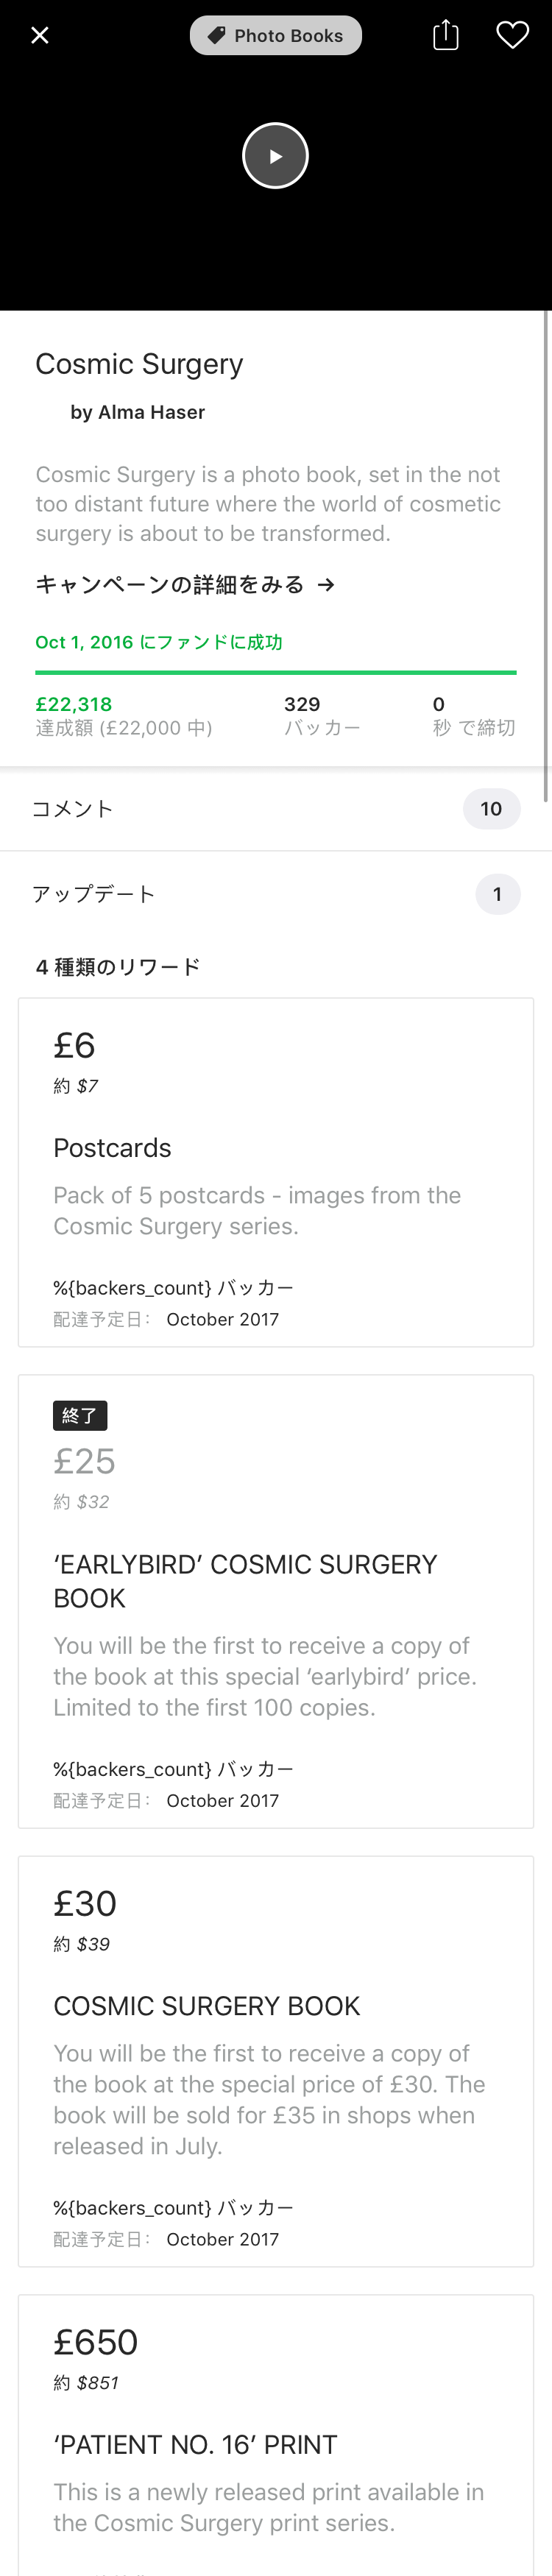 Photo Books
Cosmic Surgery
by Alma Haser
Cosmic Surgery is a photo book, set in the not
too distant future where the world of cosmetic
surgery is about to be transformed.
キャンペーンの詳細をみる →
Oct 1, 2016 にファンドに成功
£22,318 329 0
達成額 (£22,000 中) バッカー 秒 で締切
コメント 10
アップデート 1
4 種類のリワード
£6
約 $7
Postcards
Pack of 5 postcards - images from the
Cosmic Surgery series.
%{backers_count} バッカー
配達予定日： October 2017
終了
£25
約 $32
‘EARLYBIRD’ COSMIC SURGERY
BOOK
You will be the first to receive a copy of
the book at this special ‘earlybird’ price.
Limited to the first 100 copies.
%{backers_count} バッカー
配達予定日： October 2017
£30
約 $39
COSMIC SURGERY BOOK
You will be the first to receive a copy of
the book at the special price of £30. The
book will be sold for £35 in shops when
released in July.
%{backers_count} バッカー
配達予定日： October 2017
£650
約 $851
‘PATIENT NO. 16’ PRINT
This is a newly released print available in
the Cosmic Surgery print series.